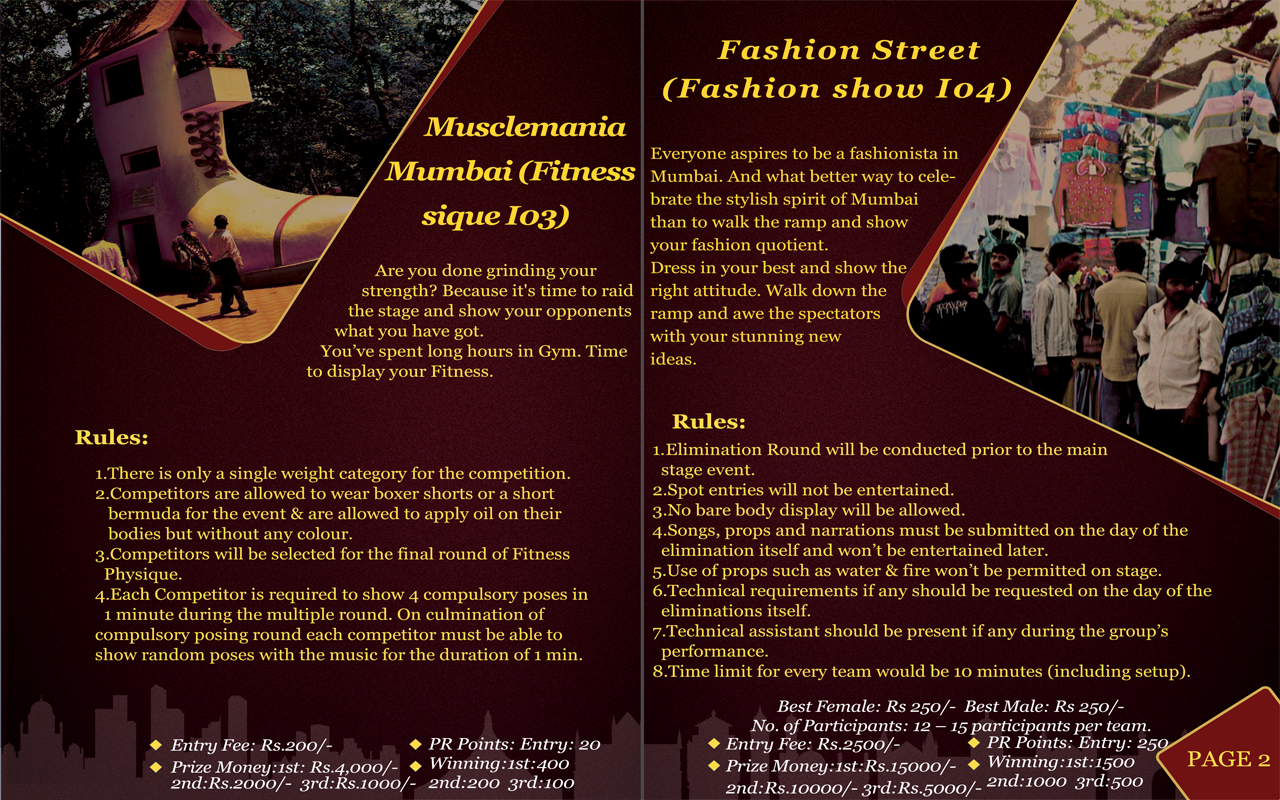 Musclemania
Mumbai (Fitness
sique I03)
Are you done grinding your
strength? Because it's time to raid
the stage and show your opponents
what you have got.
You've spent long hours in Gym. Time
to display your Fitness.
Rules:
1.There is only a single weight category for the competition.
2.Competitors are allowed to wear boxer shorts or a short
bermuda for the event & are allowed to apply oil on their
bodies but without any colour.
3.Competitors will be selected for the final round of Fitness
Physique.
4.Each Competitor is required to show 4 compulsory poses in
1 minute during the multiple round. On culmination of
compulsory posing round each competitor must be able to
show random poses with the music for the duration of 1 min.
Entry Fee: Rs.200/-
Prize Money:1st: Rs.4,000/-
2nd:Rs.2000/- 3rd:Rs.1000/-
PR Points: Entry: 20
Winning:1st:400
2nd:200 3rd:100
Fashion Street
(Fashion show I04)
Everyone aspires to be a fashionista in
Mumbai. And what better way to cele-
brate the stylish spirit of Mumbai
than to walk the ramp and show
your fashion quotient.
Dress in your best and show the
right attitude. Walk down the
ramp and awe the spectators
with your stunning new
ideas.
Rules:
1.Elimination Round will be conducted prior to the main
stage event.
2.Spot entries will not be entertained.
3.No bare body display will be allowed.
4.Songs, props and narrations must be submitted on the day of the
elimination itself and won't be entertained later.
5.Use of props such as water & fire won't be permitted on stage.
6.Technical requirements if any should be requested on the day of the
eliminations itself.
7.Technical assistant should be present if any during the group's
performance.
8.Time limit for every team would be 10 minutes (including setup).
Best Female: Rs 250/- Best Male: Rs 250/-
No. of Participants: 12 – 15 participants per team.
Entry Fee: Rs.2500/-
Prize Money:1st:Rs.15000/-
2nd:Rs.10000/- 3rd:Rs.5000/-
PR Points: Entry: 250
Winning:1st:1500
2nd:1000 3rd:500
PAGE 2